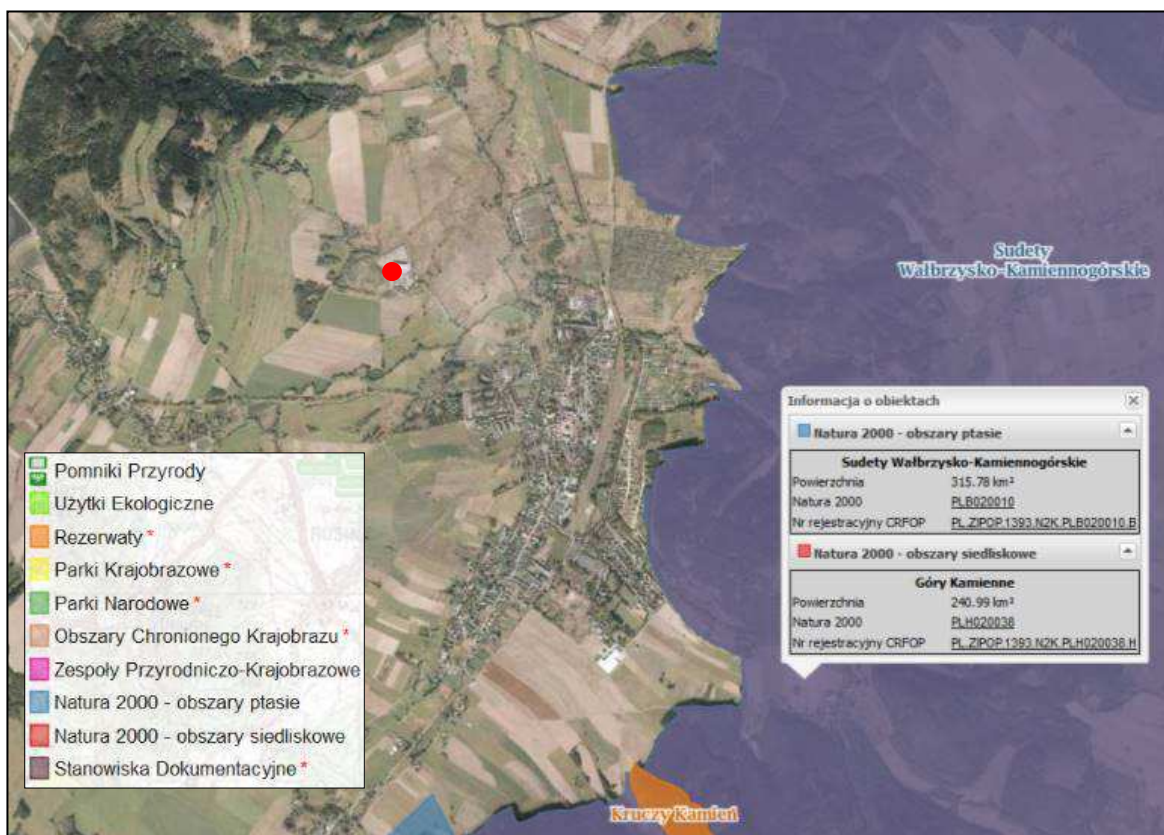 Sudety
Wałbrzysko-Kamiennogórskie
Informacja o obiektach
Natura 2000 - obszary ptasie
Sudety Wałbrzysko-Kamiennogórskie
Powierzchnia 315.78 km²
Natura 2000 PLB020010
Nr rejestracyjny CRFOP PL.ZIPOP.1393.N2K.PLB020010.B
Natura 2000 - obszary siedliskowe
Góry Kamienne
Powierzchnia 240.99 km²
Natura 2000 PLH020038
Nr rejestracyjny CRFOP PL.ZIPOP.1393.N2K.PLH020038.H
Pomniki Przyrody
Użytki Ekologiczne
Rezerwaty *
Parki Krajobrazowe *
Parki Narodowe *
Obszary Chronionego Krajobrazu *
Zespoły Przyrodniczo-Krajobrazowe
Natura 2000 - obszary ptasie
Natura 2000 - obszary siedliskowe
Stanowiska Dokumentacyjne *
Kruczy Kamień